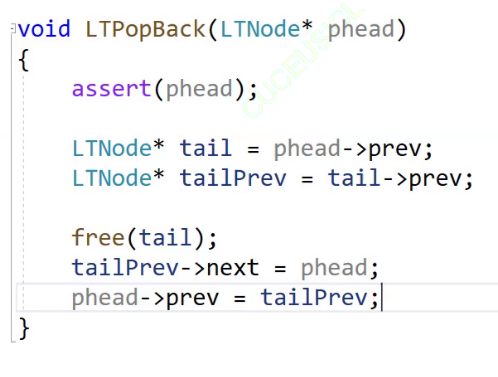 void LTPopBack(LTNode* phead)
{
    assert(phead);

    LTNode* tail = phead->prev;
    LTNode* tailPrev = tail->prev;

    free(tail);
    tailPrev->next = phead;
    phead->prev = tailPrev;
}